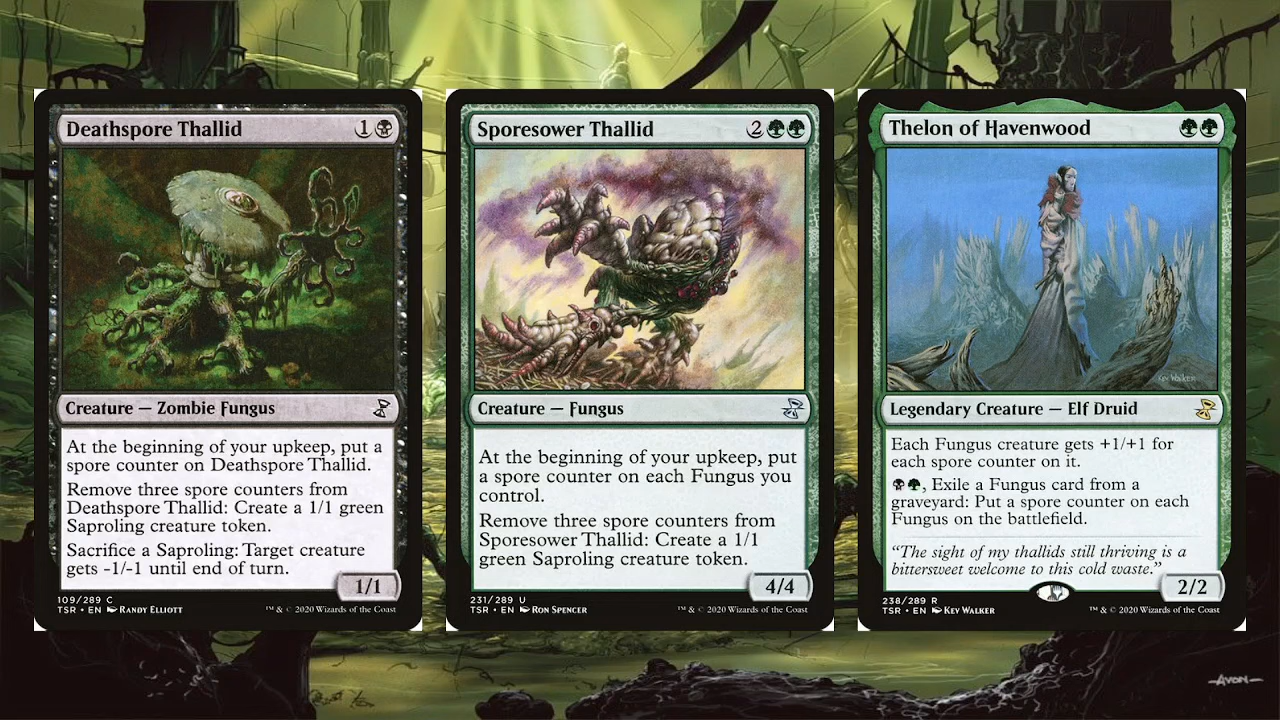 Deathspore Thallid 1
Creature — Zombie Fungus
At the beginning of your upkeep, put a
spore counter on Deathspore Thallid.
Remove three spore counters from
Deathspore Thallid: Create a 1/1 green
Saproling creature token.
Sacrifice a Saproling: Target creature
gets -1/-1 until end of turn.
1/1
109/289 C
TSR • EN Randy Elliott ™ & © 2020 Wizards of the Coast
Sporesower Thallid 2
Creature — Fungus
At the beginning of your upkeep, put
a spore counter on each Fungus you
control.
Remove three spore counters from
Sporesower Thallid: Create a 1/1
green Saproling creature token.
4/4
231/289 U
TSR • EN Ron Spencer ™ & © 2020 Wizards of the Coast
Thelon of Havenwood
Kev Walker
Legendary Creature — Elf Druid
Each Fungus creature gets +1/+1 for
each spore counter on it.
, Exile a Fungus card from a
graveyard: Put a spore counter on each
Fungus on the battlefield.
“The sight of my thallids still thriving is a
bittersweet welcome to this cold waste.”
2/2
238/289 R
TSR • EN Kev Walker ™ & © 2020 Wizards of the Coast
-AVON-